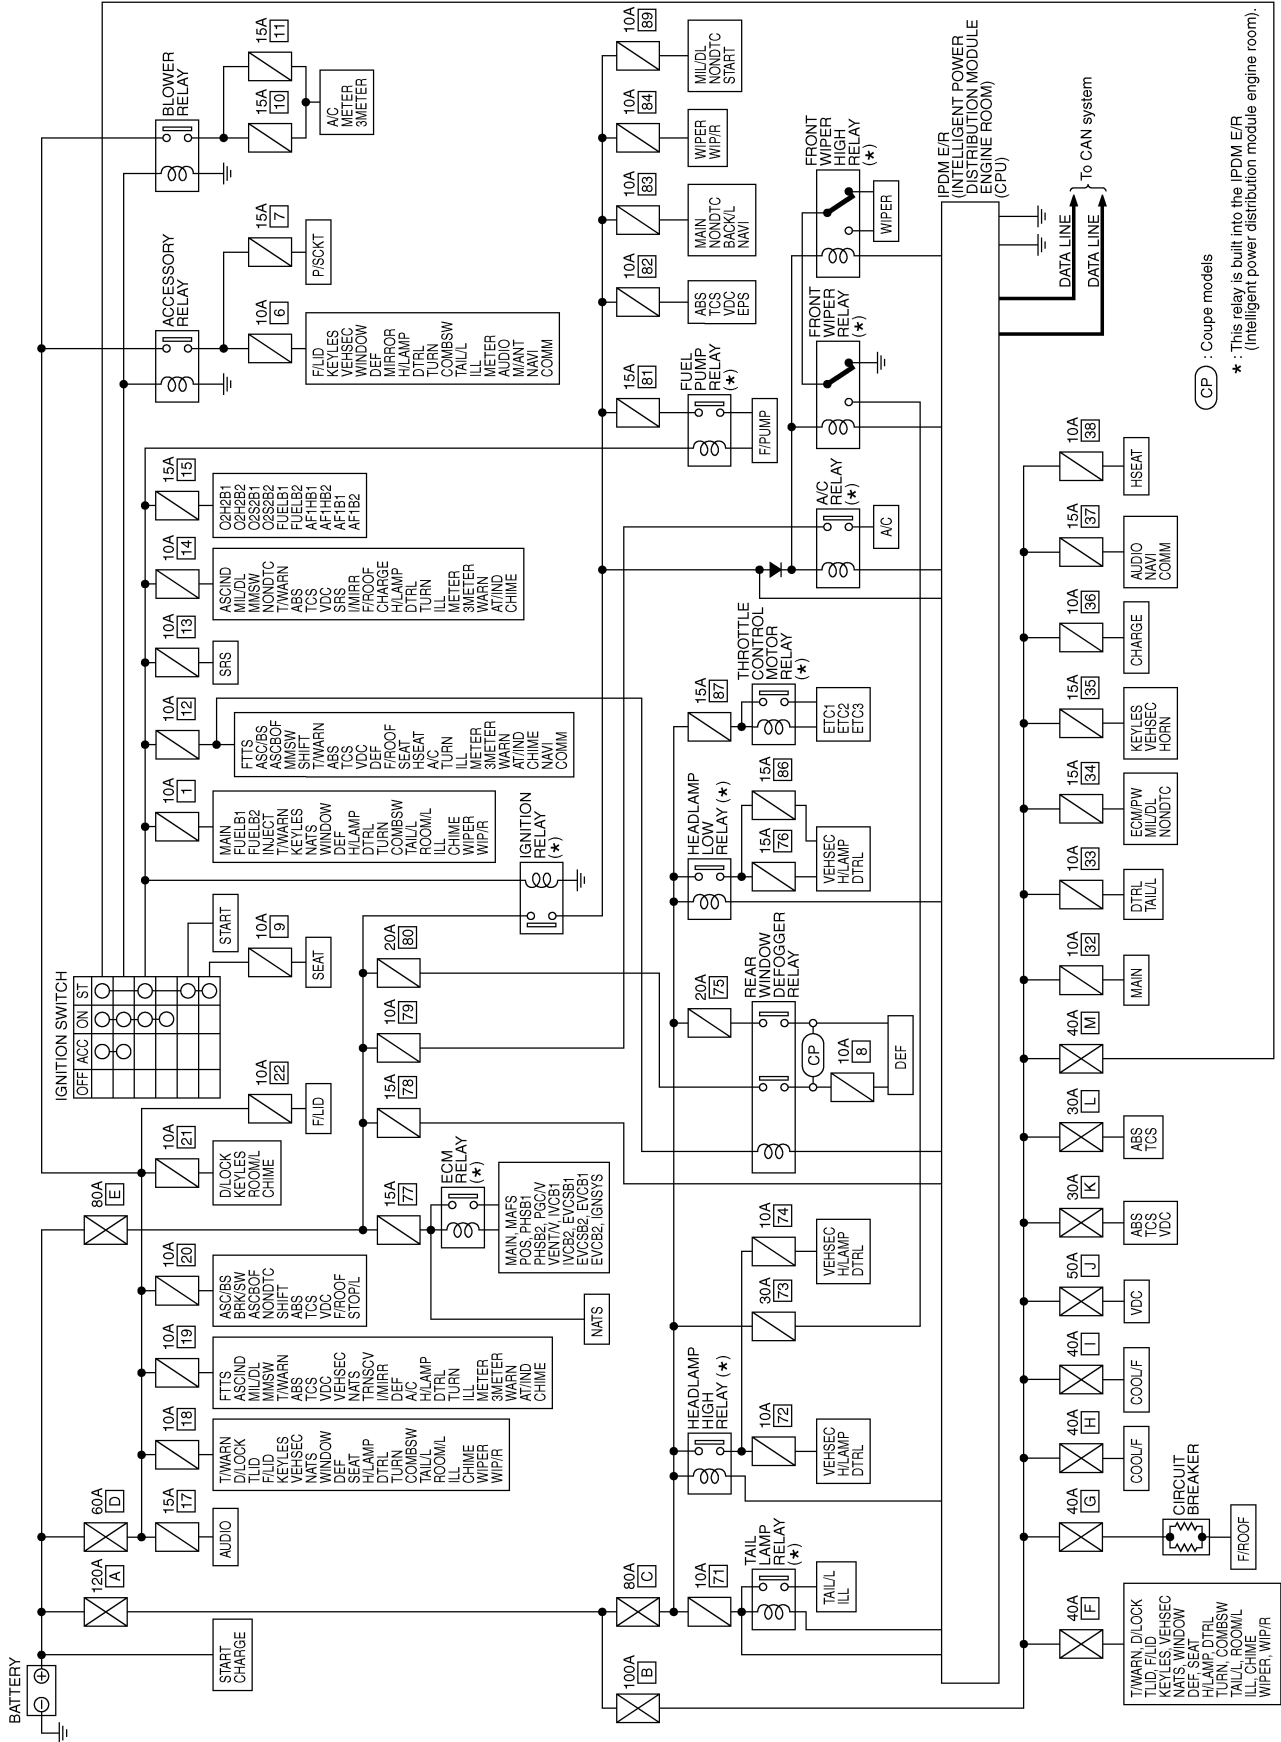 BATTERY
START
CHARGE
120A
A
60A
D
15A
17
AUDIO
10A
18
T/WARN
D/LOCK
TLID
F/LID
KEYLES
VEHSEC
NATS
WINDOW
DEF
SEAT
H/LAMP
DTRL
TURN
COMBSW
TAIL/L
ROOM/L
ILL
CHIME
WIPER
WIP/R
10A
19
FTTS
ASCIND
MIL/DL
MMSW
T/WARN
ABS
TCS
VDC
VEHSEC
NATS
TRNSCV
I/MIRR
DEF
A/C
H/LAMP
DTRL
TURN
ILL
METER
3METER
WARN
AT/IND
CHIME
10A
20
ASC/BS
BRK/SW
ASCBOF
NONDTC
SHIFT
ABS
TCS
VDC
F/ROOF
STOP/L
80A
E
10A
21
D/LOCK
KEYLES
ROOM/L
CHIME
10A
22
F/LID
IGNITION SWITCH
OFF
ACC
ON
ST
10A
9
SEAT
START
10A
1
MAIN
FUELB1
FUELB2
INJECT
T/WARN
KEYLES
NATS
WINDOW
DEF
H/LAMP
DTRL
TURN
COMBSW
TAIL/L
ROOM/L
ILL
CHIME
WIPER
WIP/R
10A
12
FTTS
ASC/BS
ASCBOF
MMSW
SHIFT
T/WARN
ABS
TCS
VDC
DEF
F/ROOF
SEAT
HSEAT
A/C
TURN
ILL
METER
3METER
WARN
AT/IND
CHIME
NAVI
COMM
10A
13
SRS
10A
14
ASCIND
MIL/DL
MMSW
NONDTC
T/WARN
ABS
TCS
VDC
SRS
I/MIRR
F/ROOF
CHARGE
H/LAMP
DTRL
TURN
ILL
METER
3METER
WARN
AT/IND
CHIME
15A
15
O2H2B1
O2H2B2
O2S2B1
O2S2B2
FUELB1
FUELB2
AF1HB1
AF1HB2
AF1B1
AF1B2
ACCESSORY
RELAY
10A
6
F/LID
KEYLES
VEHSEC
WINDOW
DEF
MIRROR
H/LAMP
DTRL
TURN
COMBSW
TAIL/L
ILL
METER
AUDIO
M/ANT
NAVI
COMM
15A
7
P/SCKT
BLOWER
RELAY
15A
10
15A
11
A/C
METER
3METER
15A
77
ECM
RELAY
(*)
MAIN, MAFS
POS, PHSB1
PHSB2, PGC/V
VENT/V, IVCB1
IVCB2, EVCSB1
EVCSB2, EVCB1
EVCB2, IGNSYS
NATS
15A
78
10A
79
20A
80
IGNITION
RELAY
(*)
15A
81
FUEL
PUMP
RELAY
(*)
F/PUMP
10A
82
ABS
TCS
VDC
EPS
10A
83
MAIN
NONDTC
BACK/L
NAVI
10A
84
WIPER
WIP/R
10A
89
MIL/DL
NONDTC
START
100A
B
80A
C
10A
71
TAIL
LAMP
RELAY
(*)
TAIL/L
ILL
HEADLAMP
HIGH
RELAY (*)
10A
72
VEHSEC
H/LAMP
DTRL
30A
73
10A
74
VEHSEC
H/LAMP
DTRL
20A
75
REAR
WINDOW
DEFOGGER
RELAY
CP
10A
8
DEF
HEADLAMP
LOW
RELAY (*)
15A
76
15A
86
VEHSEC
H/LAMP
DTRL
15A
87
THROTTLE
CONTROL
MOTOR
RELAY
(*)
ETC1
ETC2
ETC3
A/C
RELAY
(*)
A/C
FRONT
WIPER
RELAY
(*)
FRONT
WIPER
HIGH
RELAY
(*)
WIPER
IPDM E/R
(INTELLIGENT POWER
DISTRIBUTION MODULE
ENGINE ROOM)
(CPU)
DATA LINE
DATA LINE
To CAN system
40A
F
T/WARN, D/LOCK
TLID, F/LID
KEYLES, VEHSEC
NATS, WINDOW
DEF, SEAT
H/LAMP, DTRL
TURN, COMBSW
TAIL/L, ROOM/L
ILL, CHIME
WIPER, WIP/R
40A
G
CIRCUIT
BREAKER
F/ROOF
40A
H
COOL/F
40A
I
COOL/F
50A
J
VDC
30A
K
ABS
TCS
VDC
30A
L
ABS
TCS
40A
M
10A
32
MAIN
10A
33
DTRL
TAIL/L
15A
34
ECM/PW
MIL/DL
NONDTC
15A
35
KEYLES
VEHSEC
HORN
10A
36
CHARGE
15A
37
AUDIO
NAVI
COMM
10A
38
HSEAT
CP : Coupe models
* : This relay is built into the IPDM E/R
(Intelligent power distribution module engine room).